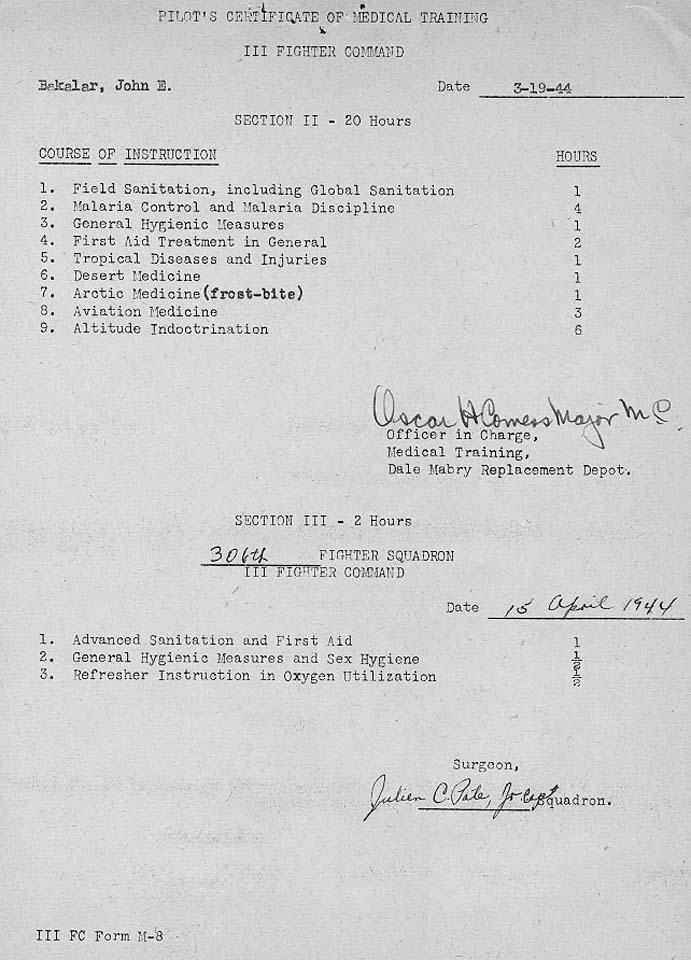 PILOT'S CERTIFICATE OF MEDICAL TRAINING
III FIGHTER COMMAND
Bakalar, John E. Date 3-19-44
SECTION II - 20 Hours
COURSE OF INSTRUCTION HOURS
1. Field Sanitation, including Global Sanitation 1
2. Malaria Control and Malaria Discipline 4
3. General Hygienic Measures 1
4. First Aid Treatment in General 2
5. Tropical Diseases and Injuries 1
6. Desert Medicine 1
7. Arctic Medicine(frost-bite) 1
8. Aviation Medicine 3
9. Altitude Indoctrination 6
Oscar H Major M.C.
Officer in Charge,
Medical Training,
Dale Mabry Replacement Depot.
SECTION III - 2 Hours
306th FIGHTER SQUADRON
III FIGHTER COMMAND
Date 15 April 1944
1. Advanced Sanitation and First Aid 1
2. General Hygienic Measures and Sex Hygiene 1/2
3. Refresher Instruction in Oxygen Utilization 1/2
Surgeon,
Julien C. Pate, Jr. Capt Squadron.
III FC Form M-8